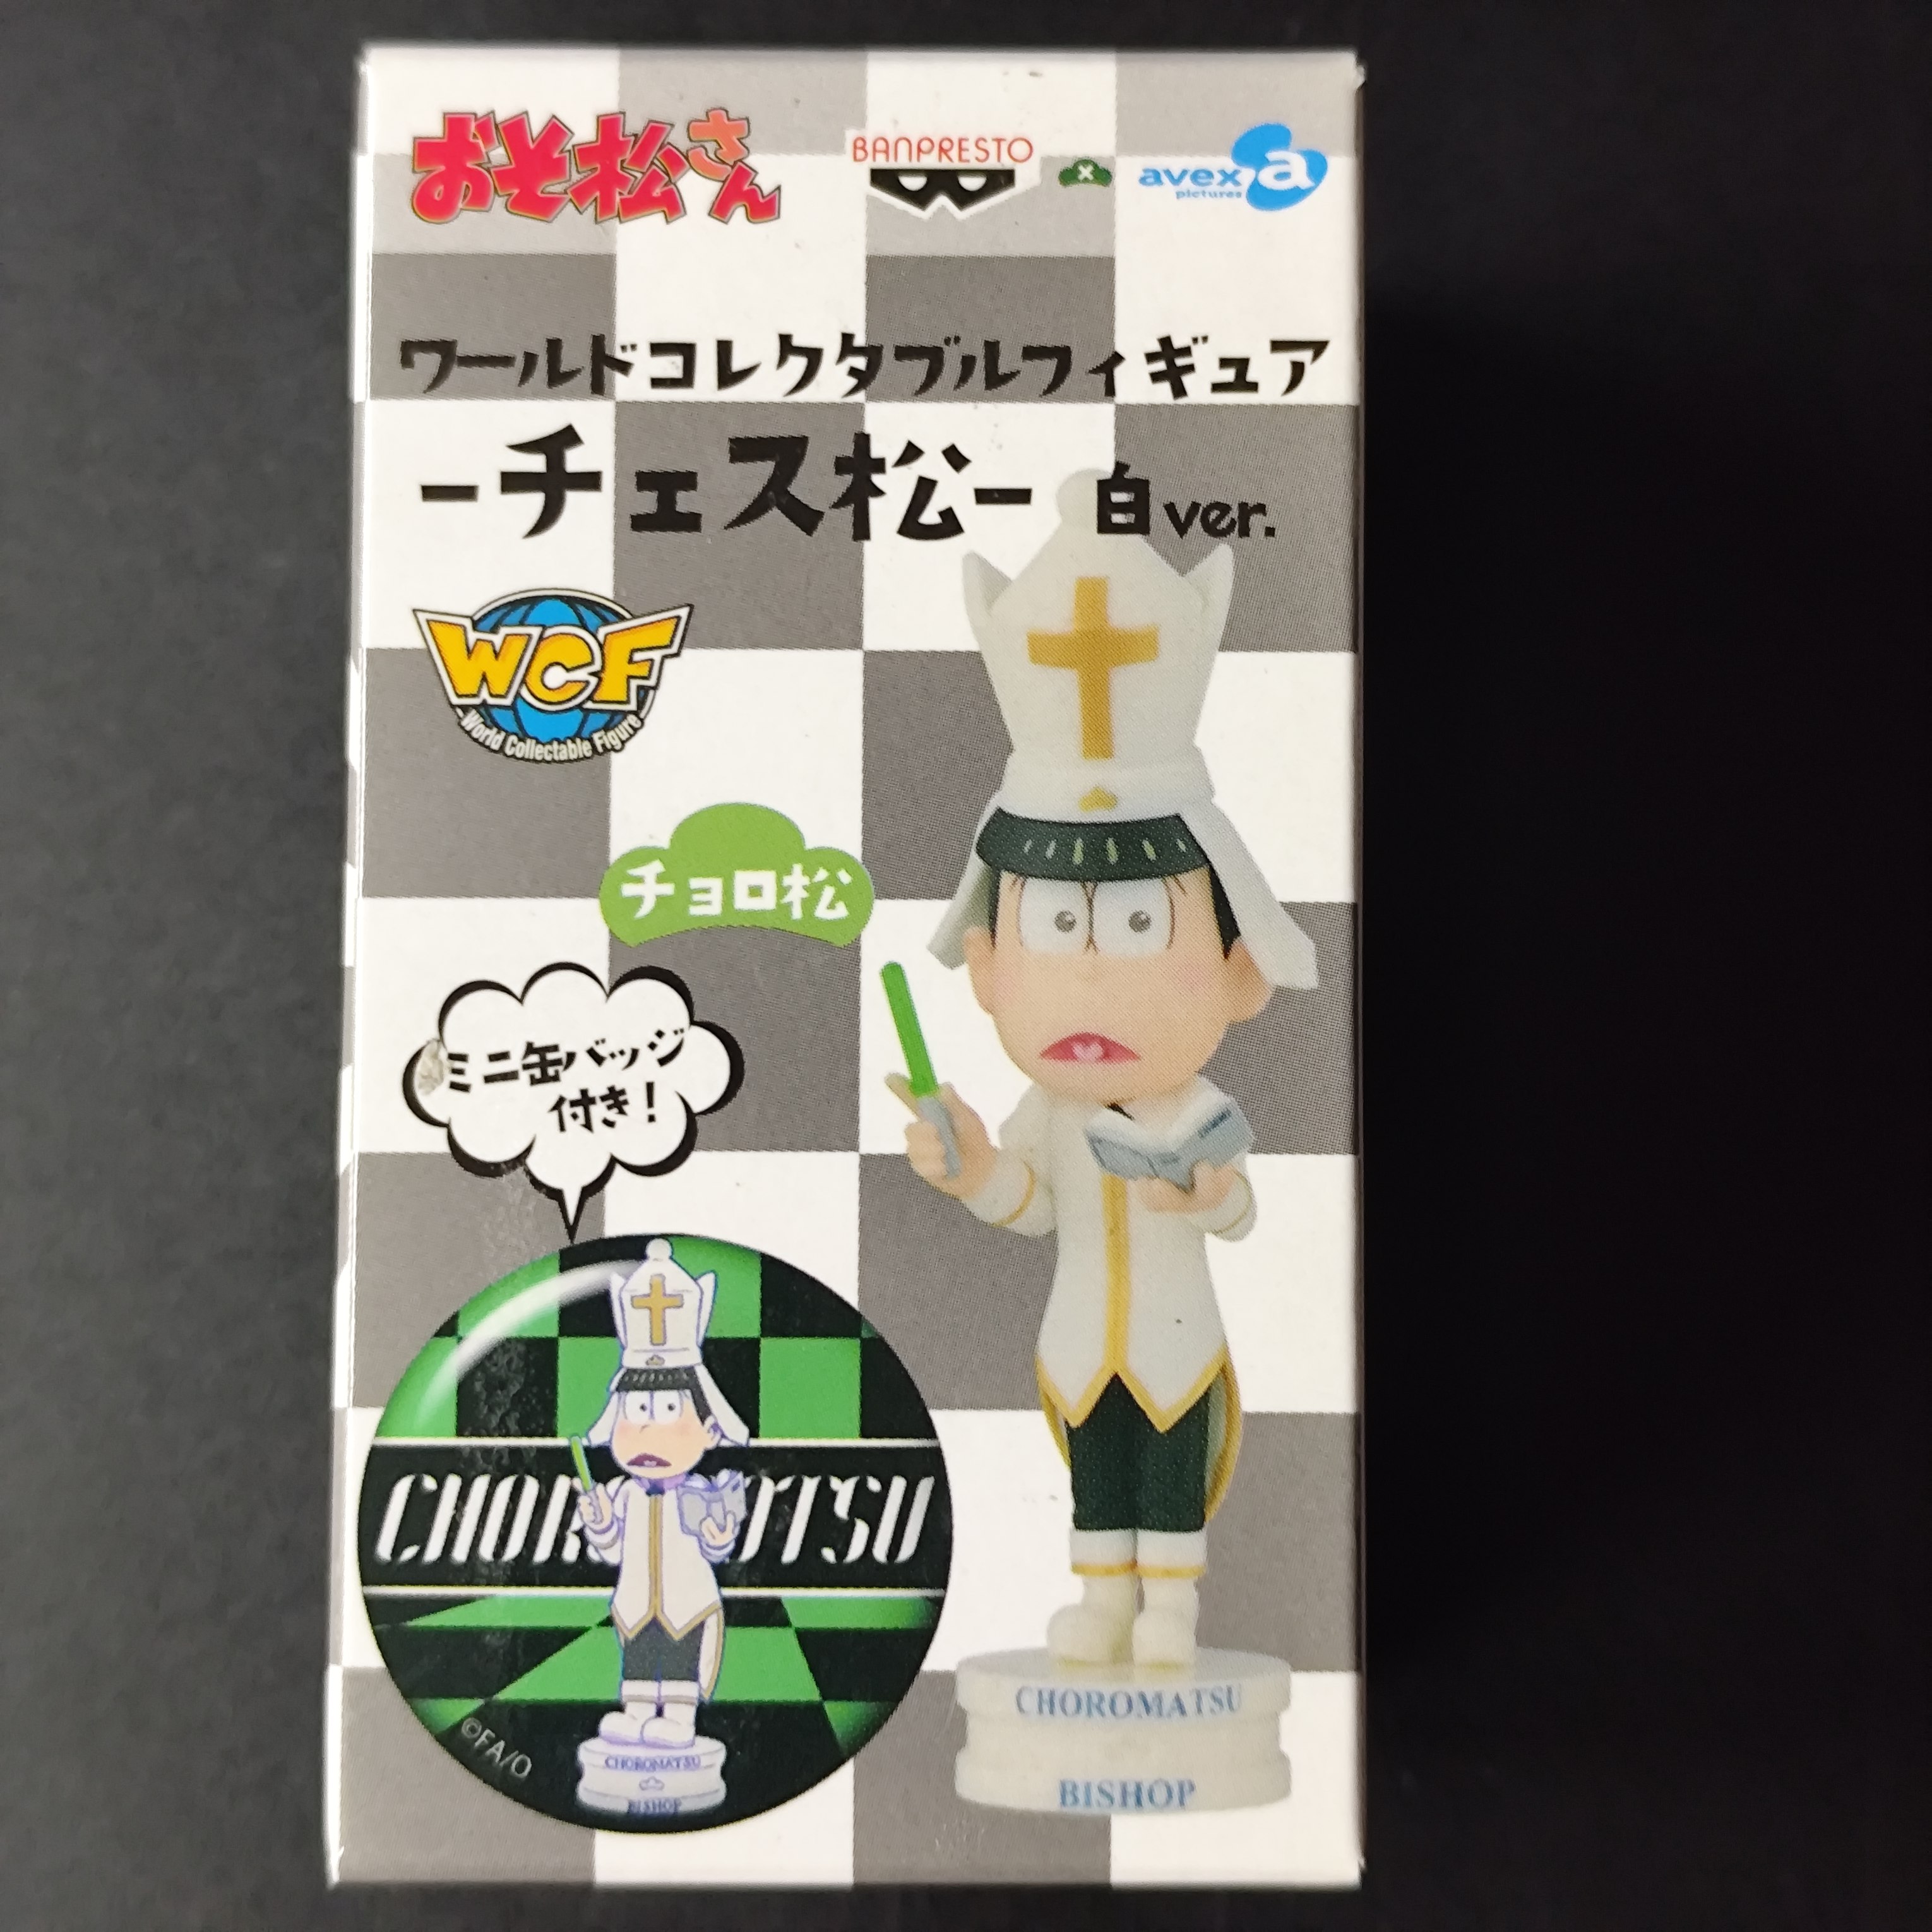 おそ松さん
BANPRESTO
×
avex
pictures
a
ワールドコレクタブルフィギュア
-チェス松- 白ver.
WCF
-World Collectable Figure-
チョロ松
ミニ缶バッジ
付き!
CHOROMATSU
©FA/O
CHOROMATSU
BISHOP
CHOROMATSU
BISHOP